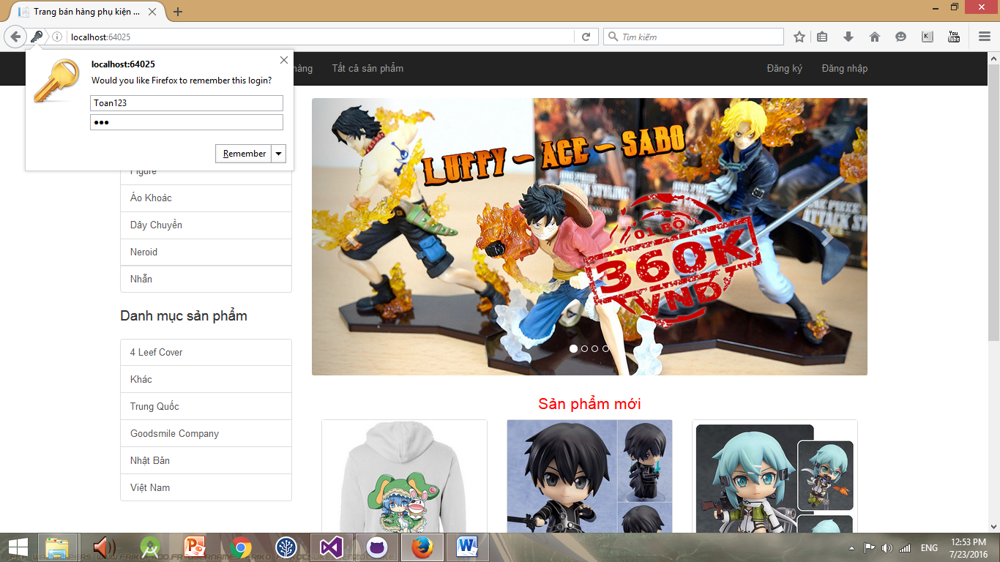 Trang bán hàng phụ kiện ...
localhost:64025
Tìm kiếm
You
Tube
localhost:64025
Would you like Firefox to remember this login?
Toan123
Remember
hàng
Tất cả sản phẩm
Đăng ký
Đăng nhập
Figure
Áo Khoác
Dây Chuyền
Neroid
Nhẫn
Danh mục sản phẩm
4 Leef Cover
Khác
Trung Quốc
Goodsmile Company
Nhật Bản
Việt Nam
LUFFY - ACE - SABO
01 BỘ
360K
VND
Sản phẩm mới
ENG
12:53 PM
7/23/2016